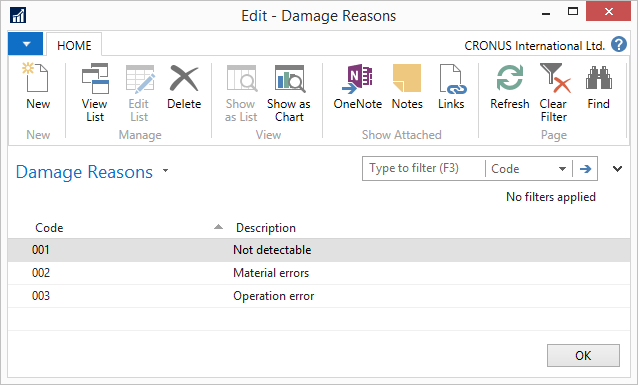 Edit - Damage Reasons
HOME
CRONUS International Ltd.
New
View List
Edit List
Delete
Show as List
Show as Chart
OneNote
Notes
Links
Refresh
Clear Filter
Find
New
Manage
View
Show Attached
Page
Damage Reasons
Type to filter (F3)
Code
No filters applied
Code
Description
001
Not detectable
002
Material errors
003
Operation error
OK